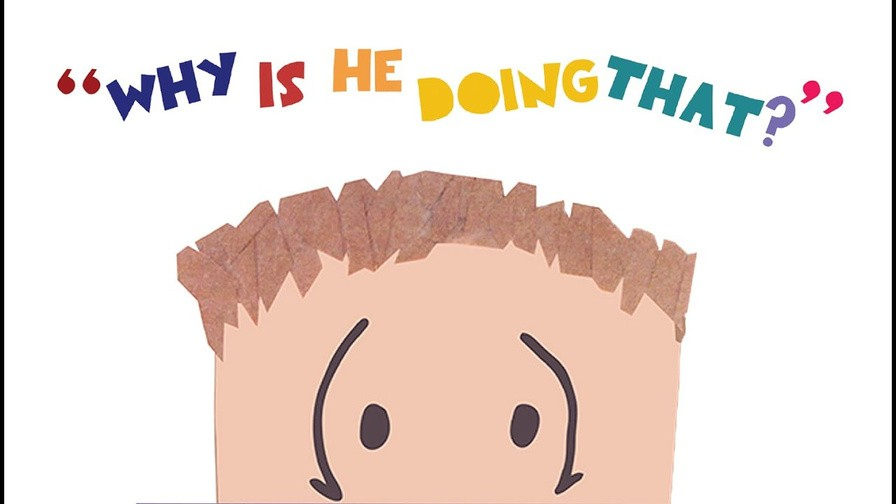 “WHY IS HE DOING THAT?”